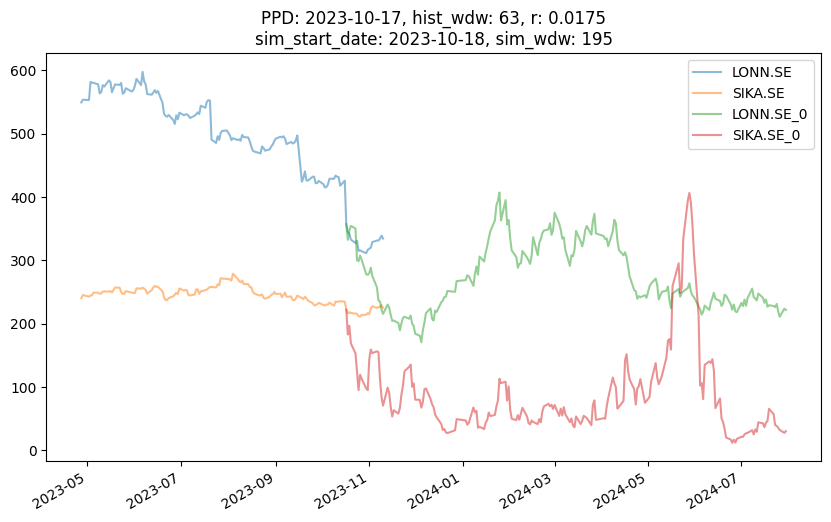 PPD: 2023-10-17, hist_wdw: 63, r: 0.0175
sim_start_date: 2023-10-18, sim_wdw: 195
LONN.SE
SIKA.SE
LONN.SE_0
SIKA.SE_0
600
500
400
300
200
100
0
2023-05
2023-07
2023-09
2023-11
2024-01
2024-03
2024-05
2024-07